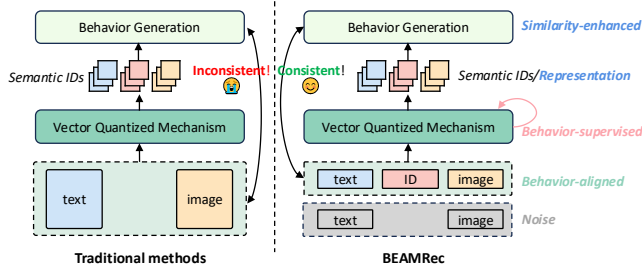 Behavior Generation
Semantic IDs
Inconsistent!
Vector Quantized Mechanism
text
image
Traditional methods
Behavior Generation
Similarity-enhanced
Consistent!
Semantic IDs/Representation
Vector Quantized Mechanism
Behavior-supervised
text
ID
image
Behavior-aligned
text
image
Noise
BEAMRec